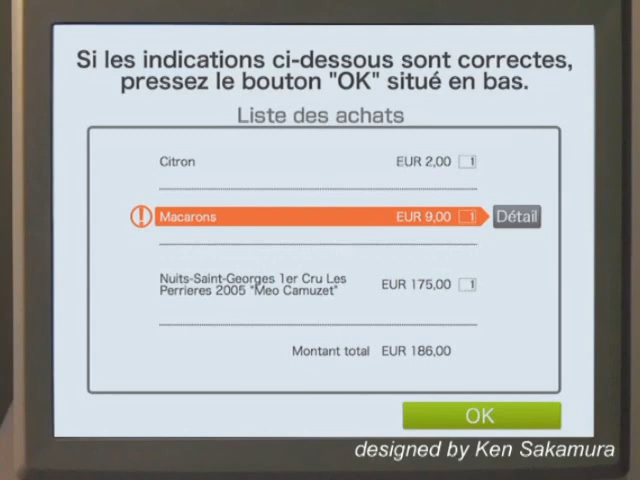 Si les indications ci-dessous sont correctes,
pressez le bouton "OK" situé en bas.
Liste des achats
Citron EUR 2,00 1
Macarons EUR 9,00 1 Détail
Nuits-Saint-Georges 1er Cru Les
Perrieres 2005 "Meo Camuzet" EUR 175,00 1
Montant total EUR 186,00
OK
designed by Ken Sakamura